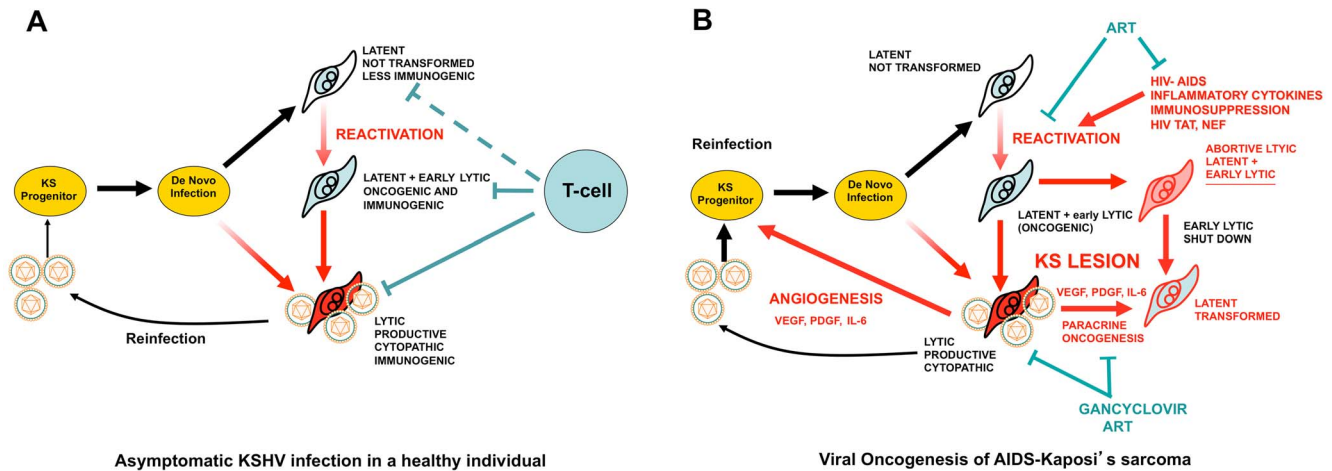 A
LATENT
NOT TRANSFORMED
LESS IMMUNOGENIC
REACTIVATION
KS
Progenitor
De Novo
Infection
LATENT + EARLY LYTIC
ONCOGENIC AND
IMMUNOGENIC
T-cell
Reinfection
LYTIC
PRODUCTIVE
CYTOPATHIC
IMMUNOGENIC
Asymptomatic KSHV infection in a healthy individual
B
ART
LATENT
NOT TRANSFORMED
HIV- AIDS
INFLAMMATORY CYTOKINES
IMMUNOSUPPRESSION
HIV TAT, NEF
REACTIVATION
Reinfection
ABORTIVE LTYIC
LATENT +
EARLY LYTIC
KS
Progenitor
De Novo
Infection
LATENT + early LYTIC
(ONCOGENIC)
EARLY LYTIC
SHUT DOWN
KS LESION
ANGIOGENESIS
VEGF, PDGF, IL-6
VEGF, PDGF, IL-6
PARACRINE
ONCOGENESIS
LATENT
TRANSFORMED
LYTIC
PRODUCTIVE
CYTOPATHIC
GANCYCLOVIR
ART
Viral Oncogenesis of AIDS-Kaposi's sarcoma